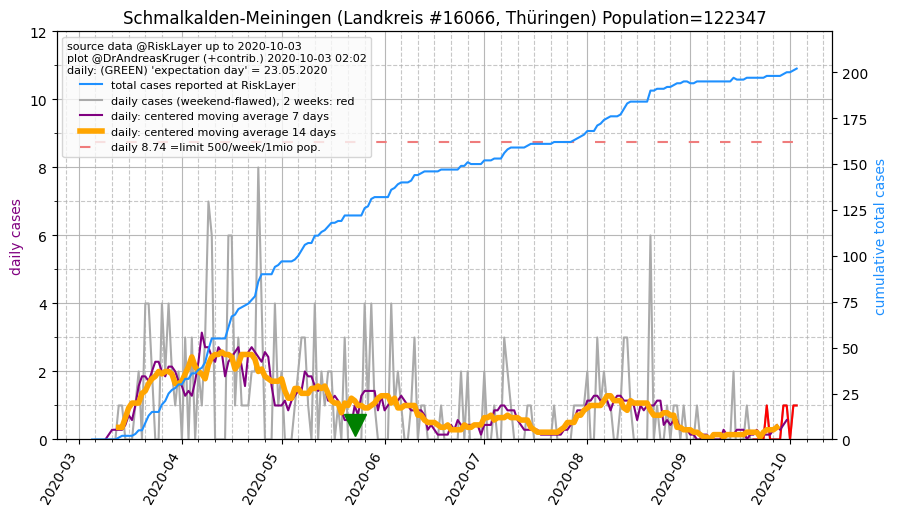 Schmalkalden-Meiningen (Landkreis #16066, Thüringen) Population=122347
source data @RiskLayer up to 2020-10-03
plot @DrAndreasKruger (+contrib.) 2020-10-03 02:02
daily: (GREEN) 'expectation day' = 23.05.2020
total cases reported at RiskLayer
daily cases (weekend-flawed), 2 weeks: red
daily: centered moving average 7 days
daily: centered moving average 14 days
daily 8.74 =limit 500/week/1mio pop.
daily cases
12
10
8
6
4
2
0
cumulative total cases
200
175
150
125
100
75
50
25
0
2020-03
2020-04
2020-05
2020-06
2020-07
2020-08
2020-09
2020-10